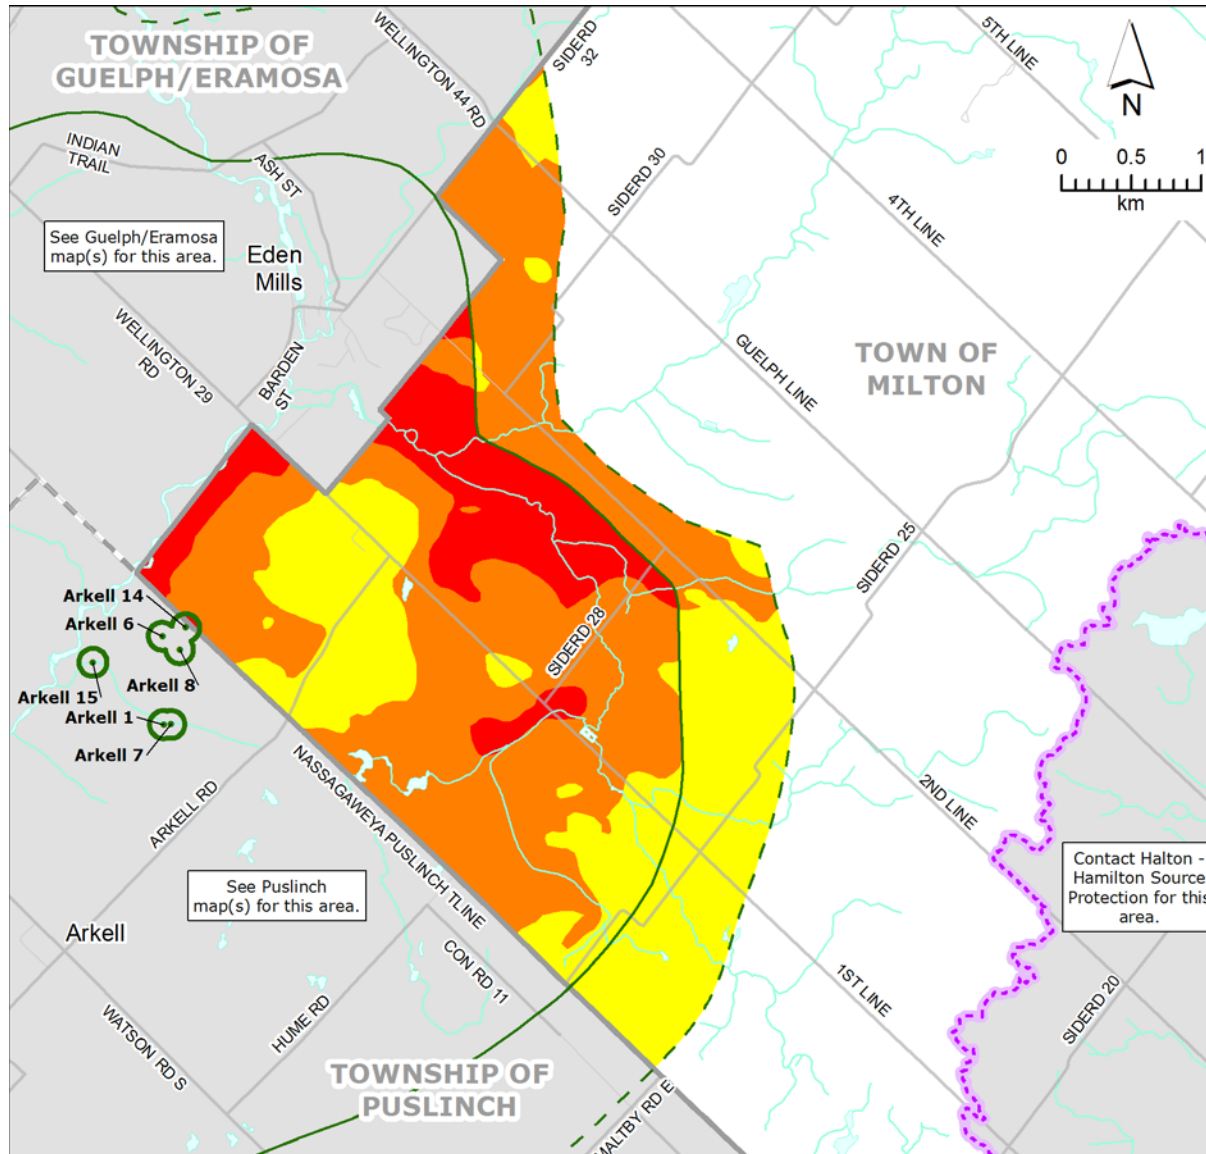 TOWNSHIP OF
GUELPH/ERAMOSA
WELLINGTON 44 RD
SIDERD
32
5TH LINE
N
0 0.5 1
km
INDIAN
TRAIL
ASH ST
SIDERD 30
4TH LINE
See Guelph/Eramosa
map(s) for this area.
Eden
Mills
WELLINGTON 29
RD
BARDEN
ST
GUELPH LINE
TOWN OF
MILTON
SIDERD 25
Arkell 14
Arkell 6
Arkell 8
Arkell 15
Arkell 1
Arkell 7
SIDERD 28
NASSAGAWEYA PUSLINCH TLINE
ARKELL RD
2ND LINE
See Puslinch
map(s) for this area.
Contact Halton -
Hamilton Source
Protection for this
area.
Arkell
CON RD 11
1ST LINE
HUME RD
WATSON RD S
SIDERD 20
TOWNSHIP OF
PUSLINCH
MALTBY RD E